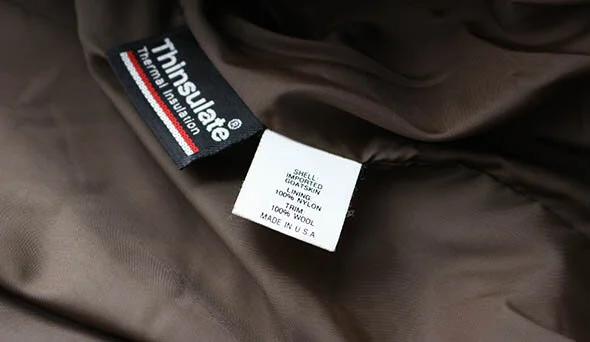 Thinsulate®
Thermal Insulation
SHELL:
IMPORTED
GOATSKIN
LINING
100% NYLON
TRIM
100% WOOL
MADE IN U.S.A